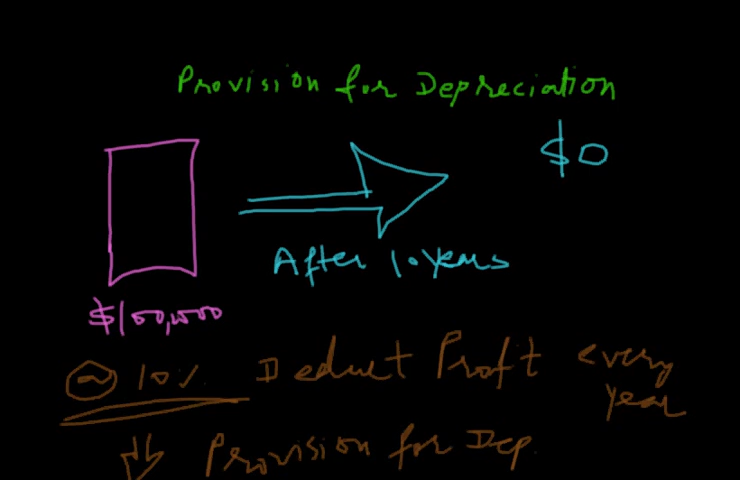 Provision for Depreciation
$0
After 10 years
$100,000
@ 10% Deduct Profit every year
Provision for Dep.